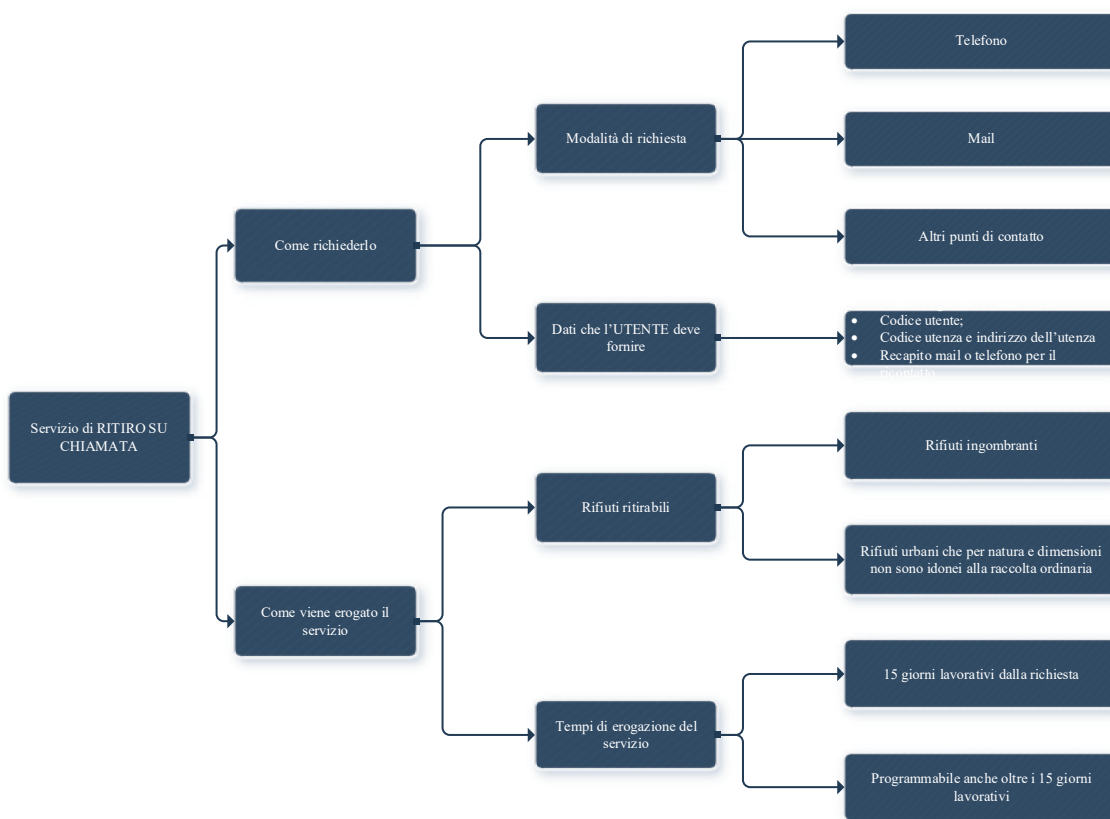 Telefono
Modalità di richiesta
Mail
Come richiederlo
Altri punti di contatto
Dati che l’UTENTE deve
fornire
• Codice utente;
• Codice utenza e indirizzo dell’utenza
• Recapito mail o telefono per il
ricontatto
Servizio di RITIRO SU
CHIAMATA
Rifiuti ingombranti
Rifiuti ritirabili
Rifiuti urbani che per natura e dimensioni
non sono idonei alla raccolta ordinaria
Come viene erogato il
servizio
15 giorni lavorativi dalla richiesta
Tempi di erogazione del
servizio
Programmabile anche oltre i 15 giorni
lavorativi